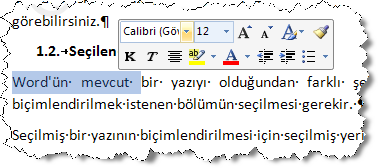 görebilirsiniz.¶
1.2.→Seçilen
Calibri (Göv 12 A A
K T A
Word'ün· mevcut· bir· yazıyı· olduğundan· farklı· şe
biçimlendirilmek·istenen·bölümün·seçilmesi·gerekir.·¶
Seçilmiş·bir·yazının·biçimlendirilmesi·için·seçilmiş·yeri